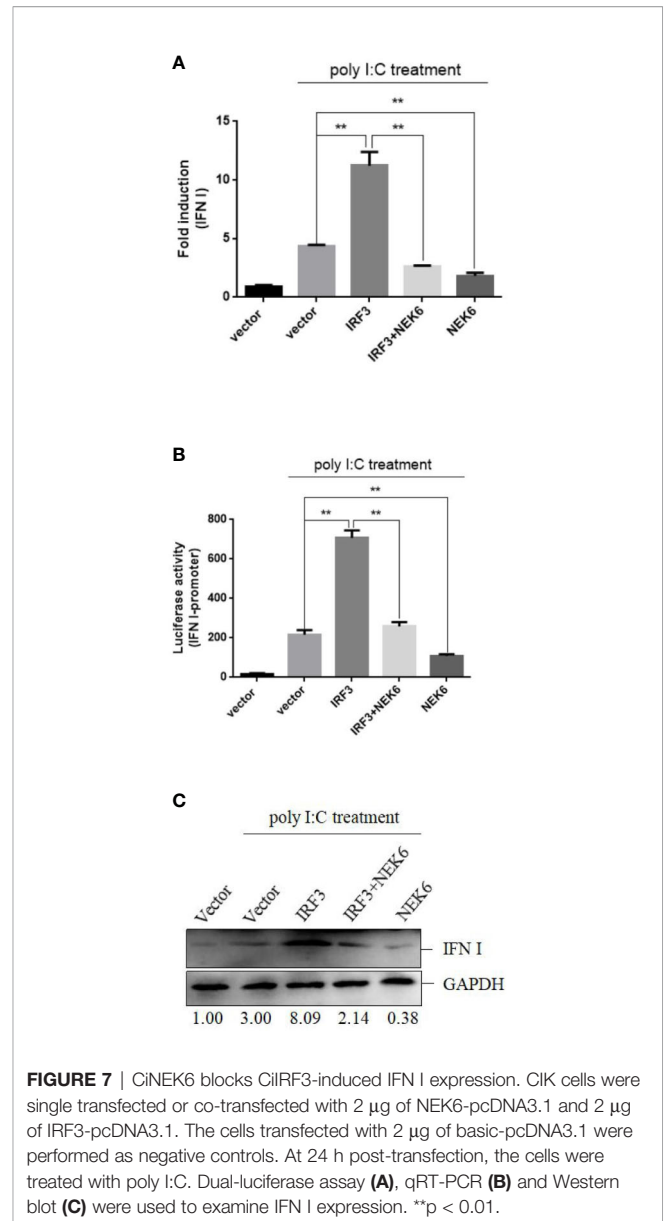 A
poly I:C treatment
**
** **
15
10
5
0
Fold induction
(IFN I)
vector vector IRF3 IRF3+NEK6 NEK6
B
poly I:C treatment
**
** **
800
600
400
200
0
Luciferase activity
(IFN I-promoter)
vector vector IRF3 IRF3+NEK6 NEK6
C
poly I:C treatment
Vector Vector IRF3 IRF3+NEK6 NEK6
IFN I
GAPDH
1.00 3.00 8.09 2.14 0.38
FIGURE 7 | CiNEK6 blocks CiIRF3-induced IFN I expression. CIK cells were
single transfected or co-transfected with 2 μg of NEK6-pcDNA3.1 and 2 μg
of IRF3-pcDNA3.1. The cells transfected with 2 μg of basic-pcDNA3.1 were
performed as negative controls. At 24 h post-transfection, the cells were
treated with poly I:C. Dual-luciferase assay (A), qRT-PCR (B) and Western
blot (C) were used to examine IFN I expression. **p < 0.01.